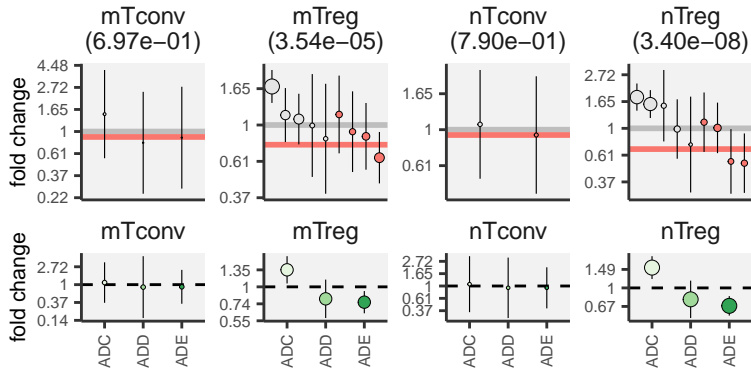 mTconv
(6.97e−01)
mTreg
(3.54e−05)
nTconv
(7.90e−01)
nTreg
(3.40e−08)
fold change
4.48
2.72
1.65
1
0.61
0.37
0.22
1.65
1
0.61
0.37
1.65
1
0.61
2.72
1.65
1
0.61
0.37
mTconv
mTreg
nTconv
nTreg
fold change
2.72
1
0.37
0.14
1.35
1
0.74
0.55
2.72
1.65
1
0.61
0.37
1.49
1
0.67
ADC
ADD
ADE
ADC
ADD
ADE
ADC
ADD
ADE
ADC
ADD
ADE